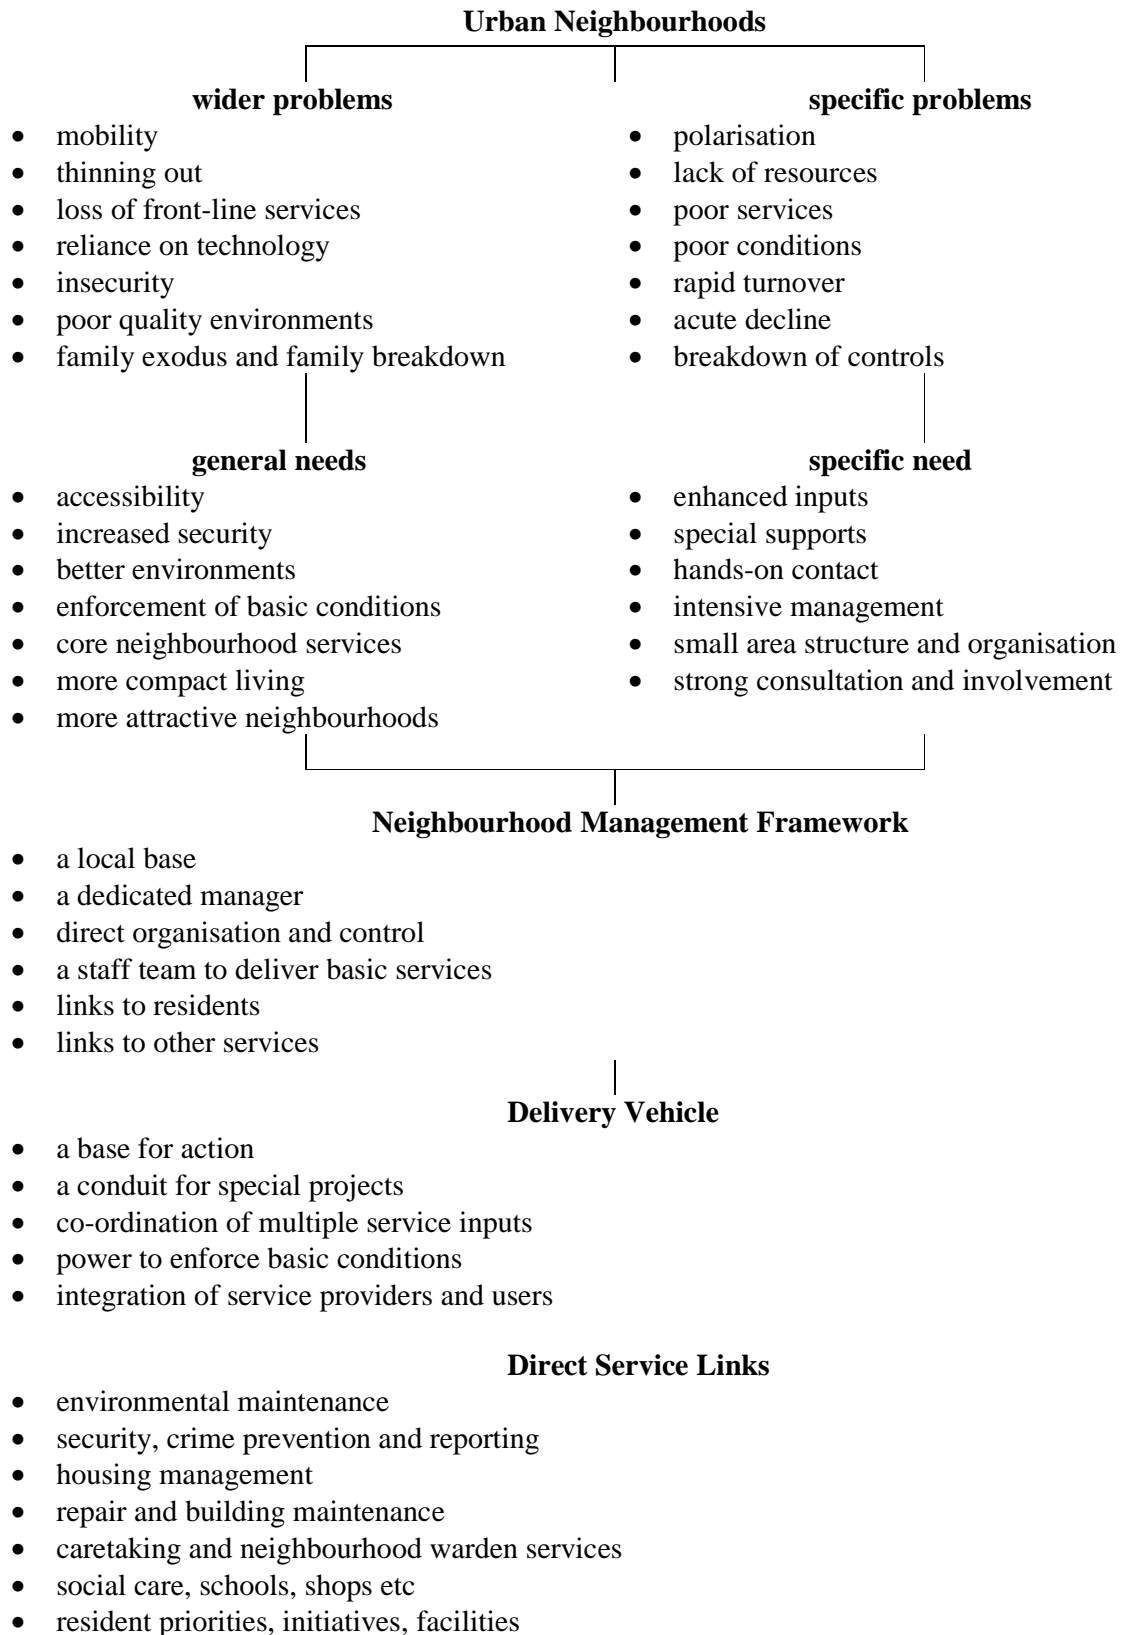 Urban Neighbourhoods
wider problems
• mobility
• thinning out
• loss of front-line services
• reliance on technology
• insecurity
• poor quality environments
• family exodus and family breakdown
specific problems
• polarisation
• lack of resources
• poor services
• poor conditions
• rapid turnover
• acute decline
• breakdown of controls
general needs
• accessibility
• increased security
• better environments
• enforcement of basic conditions
• core neighbourhood services
• more compact living
• more attractive neighbourhoods
specific need
• enhanced inputs
• special supports
• hands-on contact
• intensive management
• small area structure and organisation
• strong consultation and involvement
Neighbourhood Management Framework
• a local base
• a dedicated manager
• direct organisation and control
• a staff team to deliver basic services
• links to residents
• links to other services
Delivery Vehicle
• a base for action
• a conduit for special projects
• co-ordination of multiple service inputs
• power to enforce basic conditions
• integration of service providers and users
Direct Service Links
• environmental maintenance
• security, crime prevention and reporting
• housing management
• repair and building maintenance
• caretaking and neighbourhood warden services
• social care, schools, shops etc
• resident priorities, initiatives, facilities